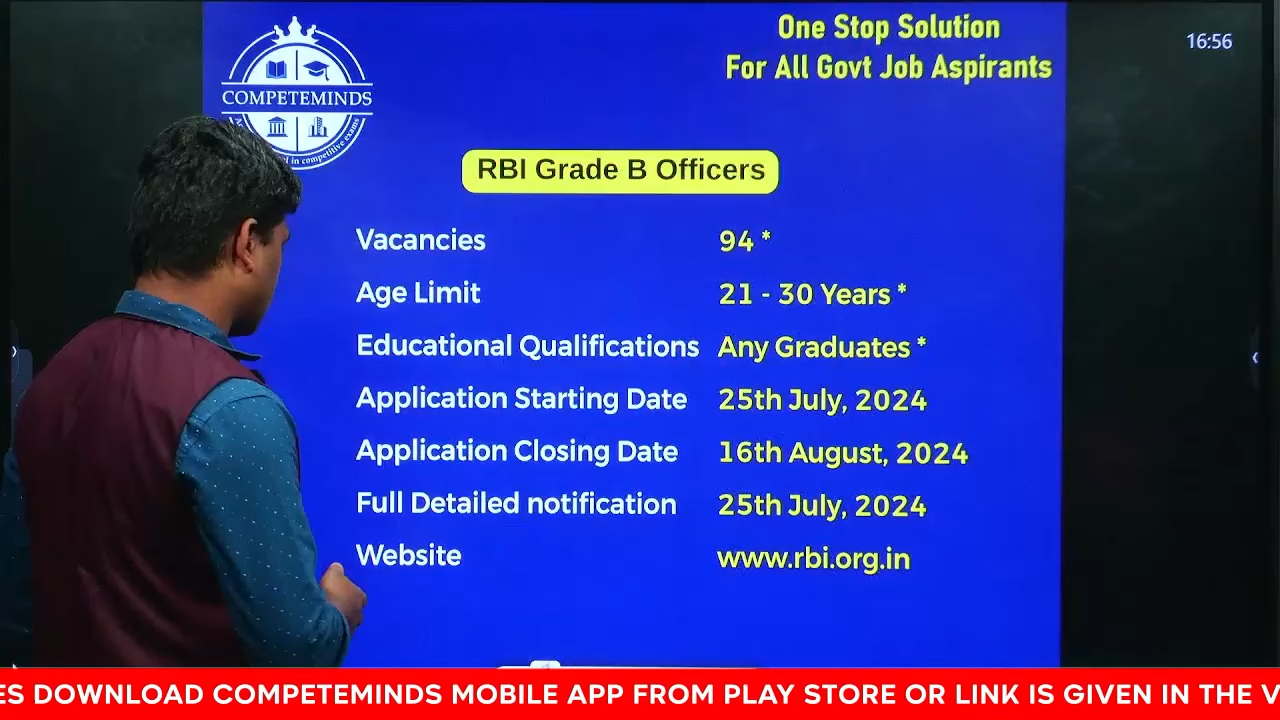 One Stop Solution
For All Govt Job Aspirants
16:56
COMPETEMINDS
in competitive exams
RBI Grade B Officers
Vacancies 94 *
Age Limit 21 - 30 Years *
Educational Qualifications Any Graduates *
Application Starting Date 25th July, 2024
Application Closing Date 16th August, 2024
Full Detailed notification 25th July, 2024
Website www.rbi.org.in
DOWNLOAD COMPETEMINDS MOBILE APP FROM PLAY STORE OR LINK IS GIVEN IN THE